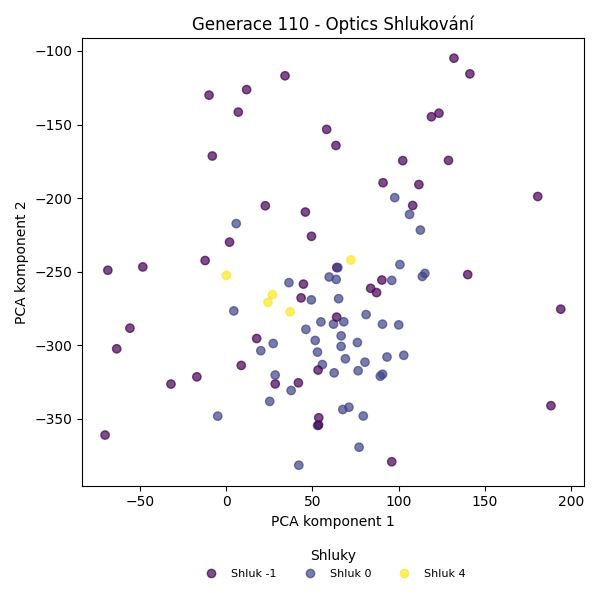 Generace 110 - Optics Shlukování
PCA komponent 2
−100
−150
−200
−250
−300
−350
−50 0 50 100 150 200
PCA komponent 1
Shluky
Shluk -1 Shluk 0 Shluk 4